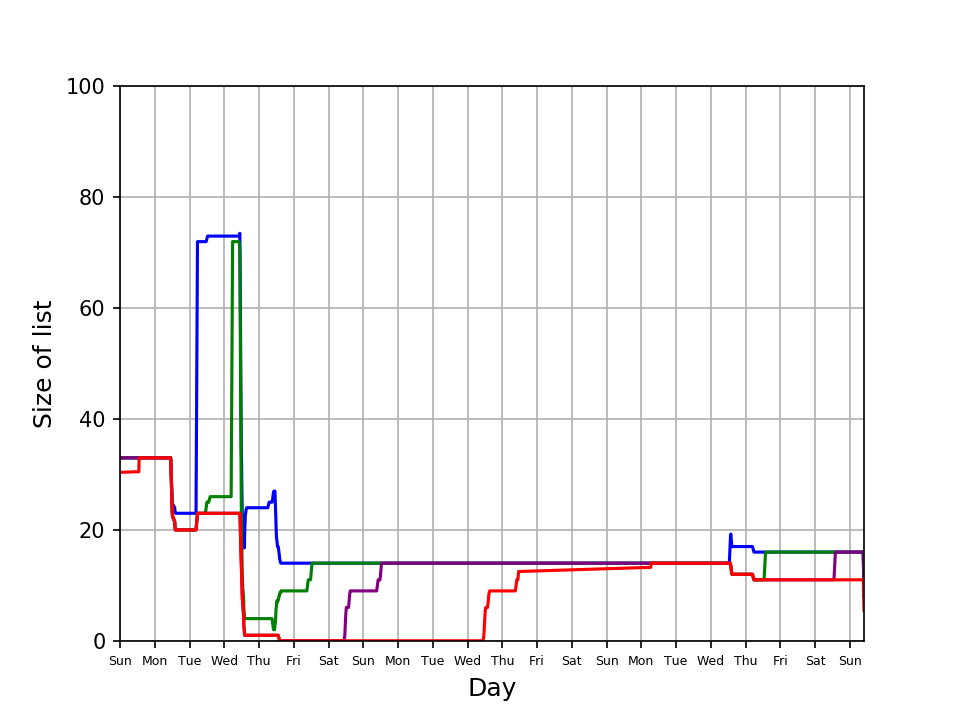 100
80
60
40
20
0
Size of list
Sun Mon Tue Wed Thu Fri Sat Sun Mon Tue Wed Thu Fri Sat Sun Mon Tue Wed Thu Fri Sat Sun
Day